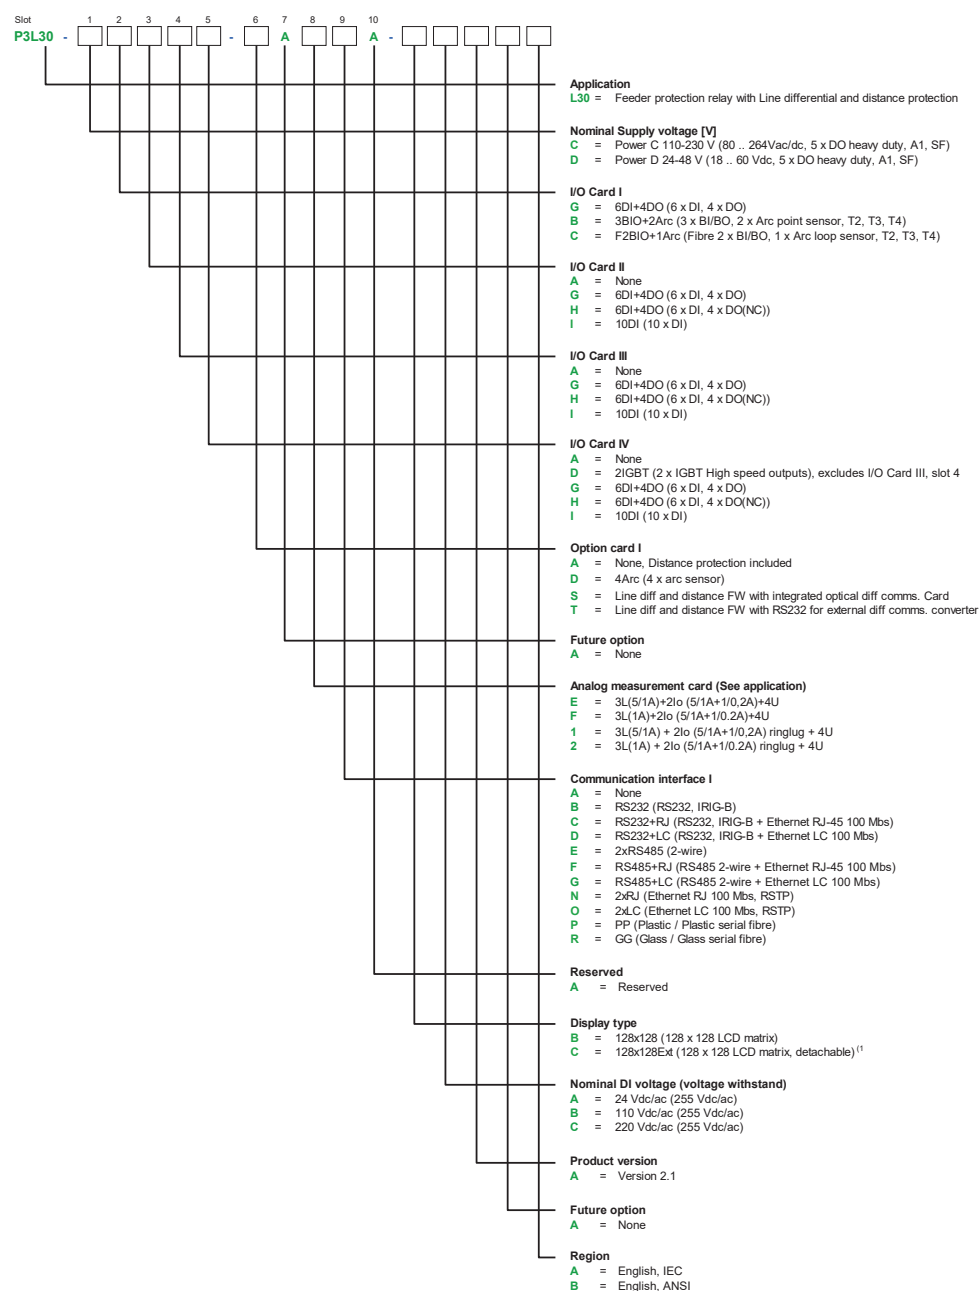 Slot 1 2 3 4 5 6 7 8 9 10
P3L30 - - A A -
Application
L30 = Feeder protection relay with Line differential and distance protection
Nominal Supply voltage [V]
C = Power C 110-230 V (80 .. 264Vac/dc, 5 x DO heavy duty, A1, SF)
D = Power D 24-48 V (18 .. 60 Vdc, 5 x DO heavy duty, A1, SF)
I/O Card I
G = 6DI+4DO (6 x DI, 4 x DO)
B = 3BIO+2Arc (3 x BI/BO, 2 x Arc point sensor, T2, T3, T4)
C = F2BIO+1Arc (Fibre 2 x BI/BO, 1 x Arc loop sensor, T2, T3, T4)
I/O Card II
A = None
G = 6DI+4DO (6 x DI, 4 x DO)
H = 6DI+4DO (6 x DI, 4 x DO(NC))
I = 10DI (10 x DI)
I/O Card III
A = None
G = 6DI+4DO (6 x DI, 4 x DO)
H = 6DI+4DO (6 x DI, 4 x DO(NC))
I = 10DI (10 x DI)
I/O Card IV
A = None
D = 2IGBT (2 x IGBT High speed outputs), excludes I/O Card III, slot 4
G = 6DI+4DO (6 x DI, 4 x DO)
H = 6DI+4DO (6 x DI, 4 x DO(NC))
I = 10DI (10 x DI)
Option card I
A = None, Distance protection included
D = 4Arc (4 x arc sensor)
S = Line diff and distance FW with integrated optical diff comms. Card
T = Line diff and distance FW with RS232 for external diff comms. converter
Future option
A = None
Analog measurement card (See application)
E = 3L(5/1A)+2Io (5/1A+1/0,2A)+4U
F = 3L(1A)+2Io (5/1A+1/0.2A)+4U
1 = 3L(5/1A) + 2Io (5/1A+1/0,2A) ringlug + 4U
2 = 3L(1A) + 2Io (5/1A+1/0.2A) ringlug + 4U
Communication interface I
A = None
B = RS232 (RS232, IRIG-B)
C = RS232+RJ (RS232, IRIG-B + Ethernet RJ-45 100 Mbs)
D = RS232+LC (RS232, IRIG-B + Ethernet LC 100 Mbs)
E = 2xRS485 (2-wire)
F = RS485+RJ (RS485 2-wire + Ethernet RJ-45 100 Mbs)
G = RS485+LC (RS485 2-wire + Ethernet LC 100 Mbs)
N = 2xRJ (Ethernet RJ 100 Mbs, RSTP)
O = 2xLC (Ethernet LC 100 Mbs, RSTP)
P = PP (Plastic / Plastic serial fibre)
R = GG (Glass / Glass serial fibre)
Reserved
A = Reserved
Display type
B = 128x128 (128 x 128 LCD matrix)
C = 128x128Ext (128 x 128 LCD matrix, detachable) (1
Nominal DI voltage (voltage withstand)
A = 24 Vdc/ac (255 Vdc/ac)
B = 110 Vdc/ac (255 Vdc/ac)
C = 220 Vdc/ac (255 Vdc/ac)
Product version
A = Version 2.1
Future option
A = None
Region
A = English, IEC
B = English, ANSI